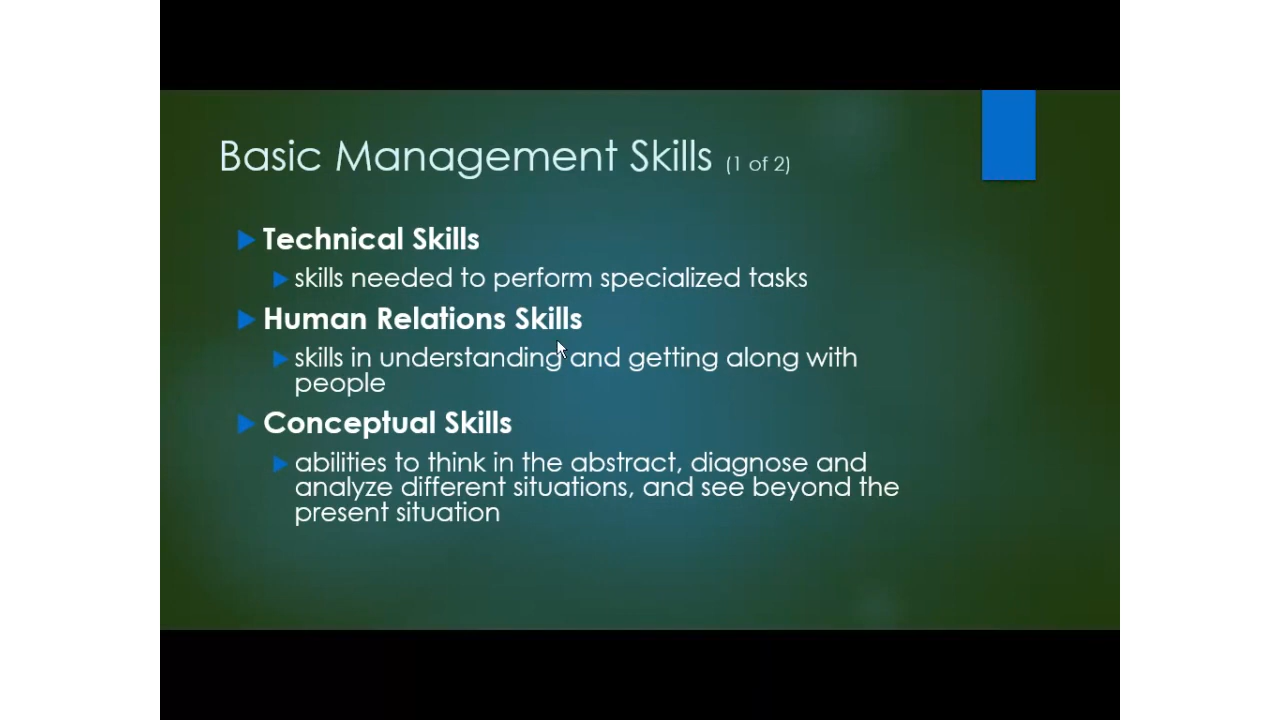 Basic Management Skills (1 of 2)
Technical Skills
skills needed to perform specialized tasks
Human Relations Skills
skills in understanding and getting along with
people
Conceptual Skills
abilities to think in the abstract, diagnose and
analyze different situations, and see beyond the
present situation